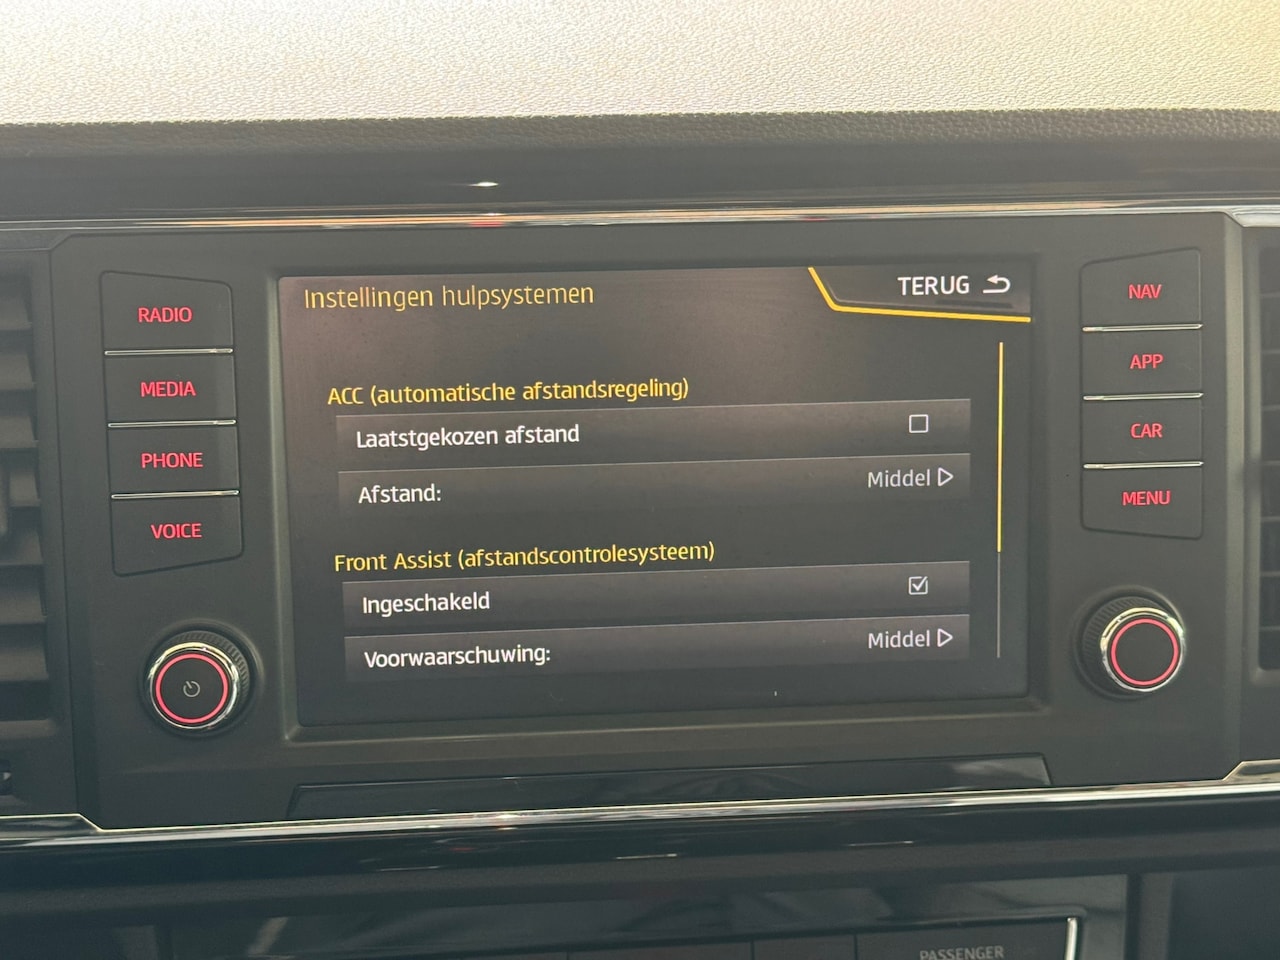 RADIO
MEDIA
PHONE
VOICE
Instellingen hulpsystemen
TERUG
ACC (automatische afstandsregeling)
Laatstgekozen afstand
Afstand: Middel
Front Assist (afstandscontrolesysteem)
Ingeschakeld
Voorwaarschuwing: Middel
NAV
APP
CAR
MENU
PASSENGER